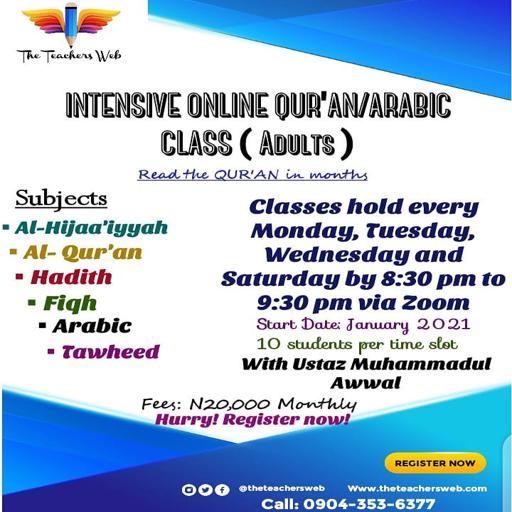 The Teachers Web
INTENSIVE ONLINE QUR'AN/ARABIC
CLASS ( ADULTS )
Read the QUR'AN in months
Subjects
▪ Al-Hijaa'iyyah
▪ Al- Qur'an
▪ Hadith
▪ Fiqh
▪ Arabic
▪ Tawheed
Classes hold every
Monday, Tuesday,
Wednesday and
Saturday by 8:30 pm to
9:30 pm via Zoom
Start Date: January 2021
10 students per time slot
With Ustaz Muhammadul
Awwal
Fees: N20,000 Monthly
Hurry! Register now!
REGISTER NOW
@theteachersweb Www.theteachersweb.com
Call: 0904-353-6377